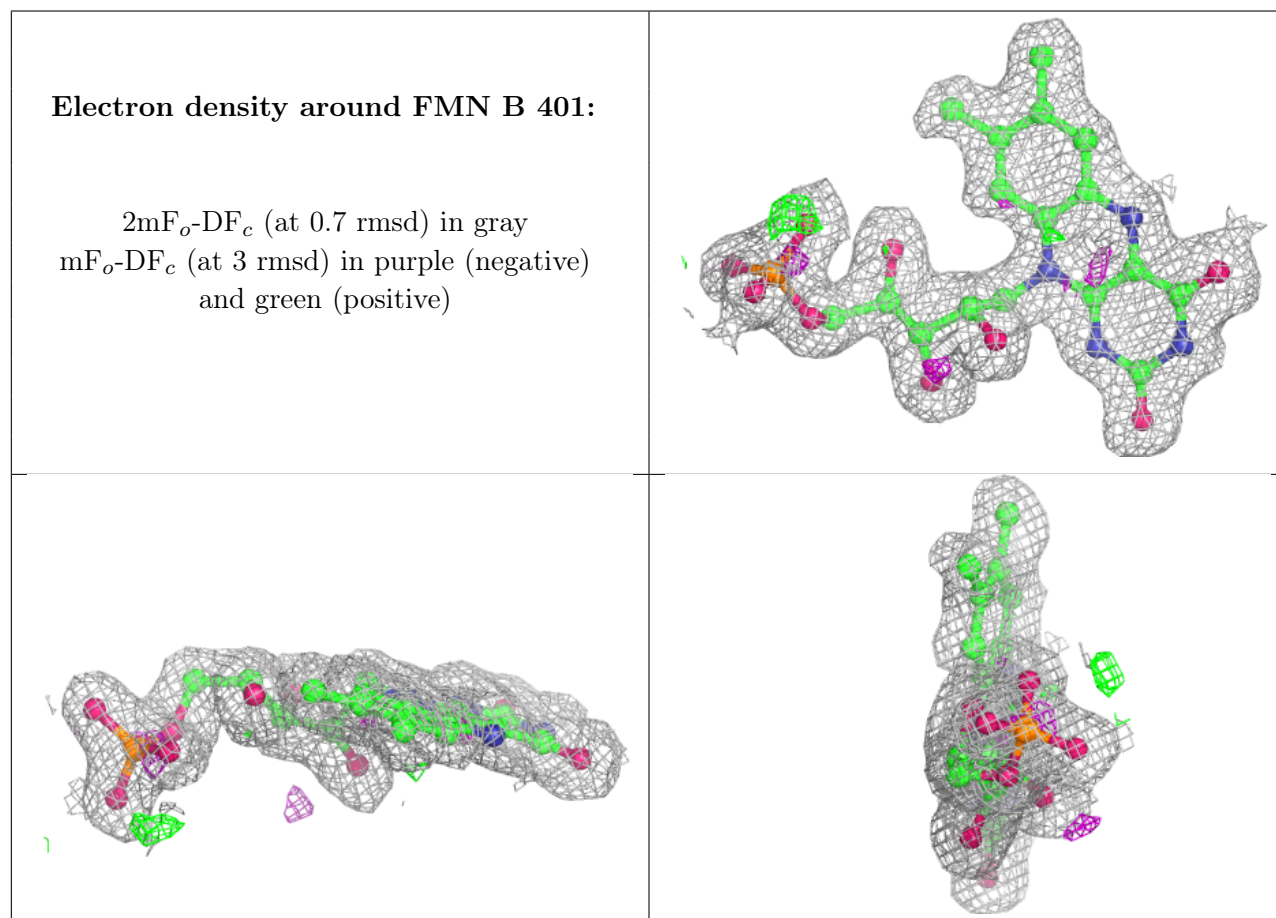 Electron density around FMN B 401:
2mFo-DFc (at 0.7 rmsd) in gray
mFo-DFc (at 3 rmsd) in purple (negative)
and green (positive)